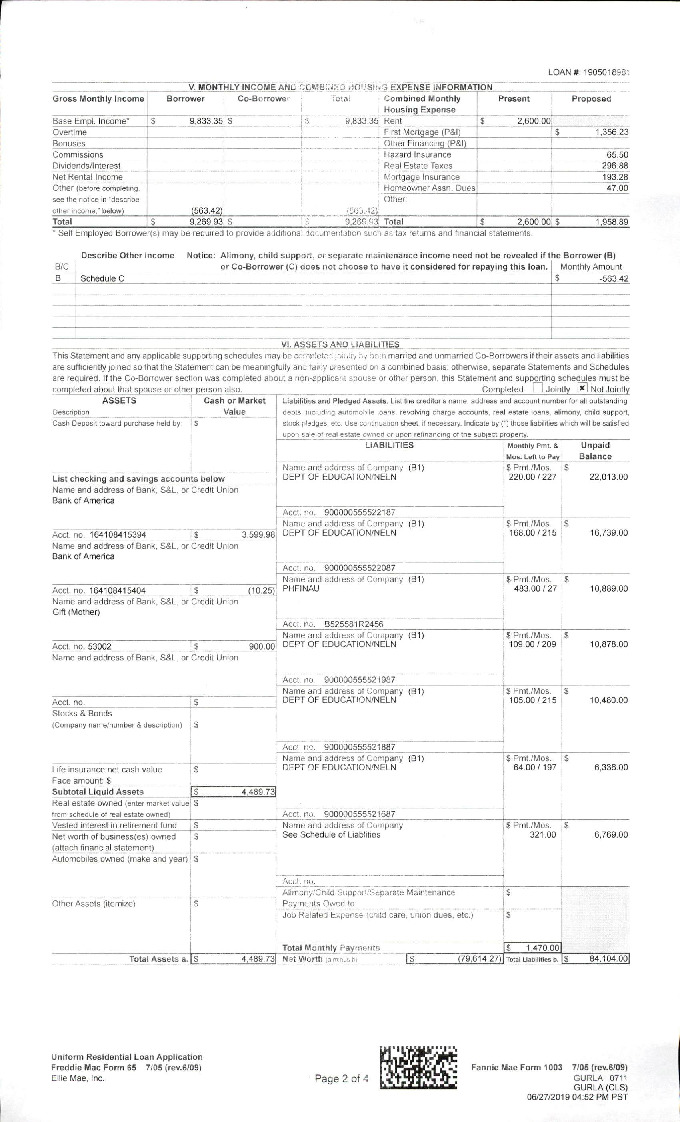 LOAN #: 1905018981
V. MONTHLY INCOME AND COMBINED HOUSING EXPENSE INFORMATION
Gross Monthly Income Borrower Co-Borrower Total Combined Monthly Housing Expense Present Proposed
Base Empl. Income* $ 9,833.35 $ $ 9,833.35 Rent $ 2,600.00
Overtime First Mortgage (P&I) $ 1,356.23
Bonuses Other Financing (P&I)
Commissions Hazard Insurance 65.50
Dividends/Interest Real Estate Taxes 296.88
Net Rental Income Mortgage Insurance 193.28
Other (before completing, Homeowner Assn. Dues 47.00
see the notice in "describe Other:
other income," below) (563.42) (563.42)
Total $ 9,269.93 $ $ 9,269.93 Total $ 2,600.00 $ 1,958.89
* Self Employed Borrower(s) may be required to provide additional documentation such as tax returns and financial statements.
Describe Other Income Notice: Alimony, child support, or separate maintenance income need not be revealed if the Borrower (B)
B/C or Co-Borrower (C) does not choose to have it considered for repaying this loan. Monthly Amount
B Schedule C $ -563.42
VI. ASSETS AND LIABILITIES
This Statement and any applicable supporting schedules may be completed jointly by both married and unmarried Co-Borrowers if their assets and liabilities
are sufficiently joined so that the Statement can be meaningfully and fairly presented on a combined basis; otherwise, separate Statements and Schedules
are required. If the Co-Borrower section was completed about a non-applicant spouse or other person, this Statement and supporting schedules must be
completed about that spouse or other person also. Completed Jointly ✖ Not Jointly
ASSETS Cash or Market Value
Description
Cash Deposit toward purchase held by: $
List checking and savings accounts below
Name and address of Bank, S&L, or Credit Union
Bank of America
Acct. no. 164108415394 $ 3,599.98
Name and address of Bank, S&L, or Credit Union
Bank of America
Acct. no. 164108415404 $ (10.25)
Name and address of Bank, S&L, or Credit Union
Gift (Mother)
Acct. no. 53002 $ 900.00
Name and address of Bank, S&L, or Credit Union
Acct. no. $
Stocks & Bonds
(Company name/number & description) $
Life insurance net cash value $
Face amount: $
Subtotal Liquid Assets $ 4,489.73
Real estate owned (enter market value $
from schedule of real estate owned)
Vested interest in retirement fund $
Net worth of business(es) owned $
(attach financial statement)
Automobiles owned (make and year) $
Other Assets (itemize) $
Total Assets a. $ 4,489.73
Liabilities and Pledged Assets. List the creditor's name, address and account number for all outstanding
debts, including automobile loans, revolving charge accounts, real estate loans, alimony, child support,
stock pledges, etc. Use continuation sheet, if necessary. Indicate by (*) those liabilities which will be satisfied
upon sale of real estate owned or upon refinancing of the subject property.
LIABILITIES Monthly Pmt. & Mos. Left to Pay Unpaid Balance
Name and address of Company (B1) $ Pmt./Mos. $
DEPT OF EDUCATION/NELN 220.00 / 227 22,013.00
Acct. no. 900000555522187
Name and address of Company (B1) $ Pmt./Mos. $
DEPT OF EDUCATION/NELN 168.00 / 215 16,739.00
Acct. no. 900000555522087
Name and address of Company (B1) $ Pmt./Mos. $
PHFINAU 483.00 / 27 10,889.00
Acct. no. B525581R2456
Name and address of Company (B1) $ Pmt./Mos. $
DEPT OF EDUCATION/NELN 109.00 / 209 10,878.00
Acct. no. 900000555521987
Name and address of Company (B1) $ Pmt./Mos. $
DEPT OF EDUCATION/NELN 105.00 / 215 10,480.00
Acct. no. 900000555521887
Name and address of Company (B1) $ Pmt./Mos. $
DEPT OF EDUCATION/NELN 64.00 / 197 6,336.00
Acct. no. 900000555521687
Name and address of Company $ Pmt./Mos. $
See Schedule of Liabilities 321.00 6,769.00
Acct. no.
Alimony/Child Support/Separate Maintenance $
Payments Owed to:
Job Related Expense (child care, union dues, etc.) $
Total Monthly Payments $ 1,470.00
Net Worth (a minus b) $ (79,614.27) Total Liabilities b. $ 84,104.00
Uniform Residential Loan Application
Freddie Mac Form 65 7/05 (rev.6/09)
Ellie Mae, Inc.
Page 2 of 4
Fannie Mae Form 1003 7/05 (rev.6/09)
GURLA 0711
GURLA (CLS)
06/27/2019 04:52 PM PST